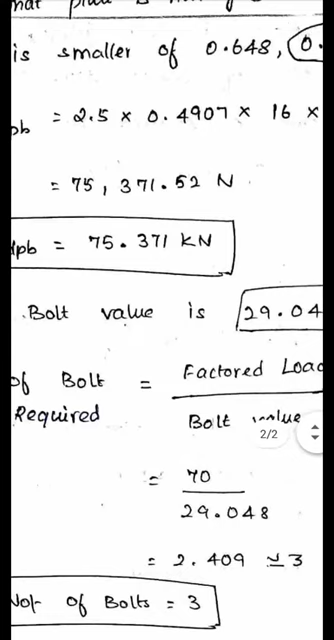 is smaller of 0.648, 0.
pb = 2.5 x 0.4907 x 16 x
= 75, 371.52 N
pb = 75.371 KN
Bolt value is 29.04
of Bolt = Factored Load
Required Bolt value
2/2
= 70
29.048
= 2.409 ≃ 3
No. of Bolts = 3